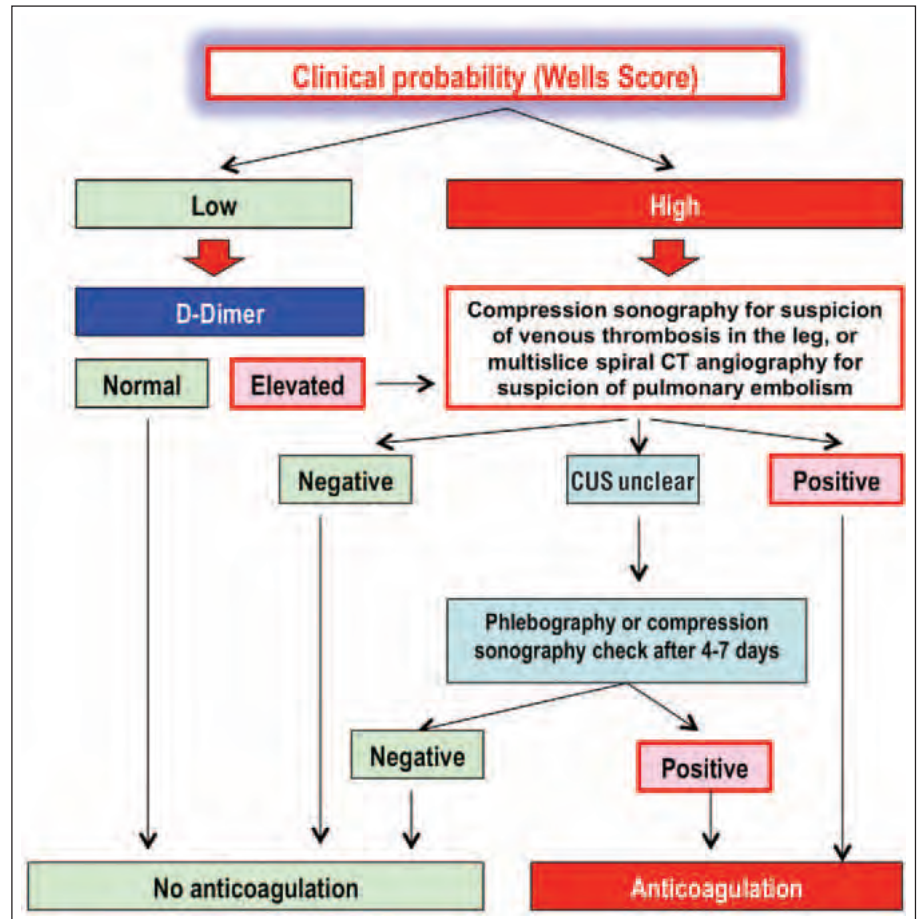 Clinical probability (Wells Score)
Low
High
D-Dimer
Compression sonography for suspicion
of venous thrombosis in the leg, or
multislice spiral CT angiography for
suspicion of pulmonary embolism
Normal
Elevated
Negative
CUS unclear
Positive
Phlebography or compression
sonography check after 4-7 days
Negative
Positive
No anticoagulation
Anticoagulation